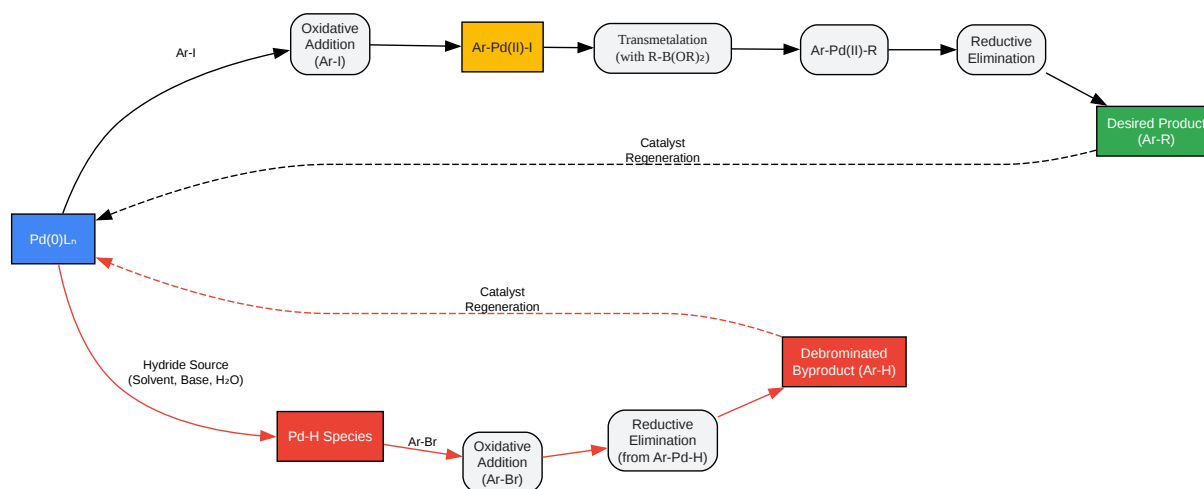 Oxidative
Addition
(Ar-I)
Ar-I
Ar-Pd(II)-I
Transmetalation
(with R-B(OR)₂)
Ar-Pd(II)-R
Reductive
Elimination
Desired Product
(Ar-R)
Catalyst
Regeneration
Pd(0)Lₙ
Catalyst
Regeneration
Hydride Source
(Solvent, Base, H₂O)
Debrominated
Byproduct (Ar-H)
Pd-H Species
Ar-Br
Oxidative
Addition
(Ar-Br)
Reductive
Elimination
(from Ar-Pd-H)